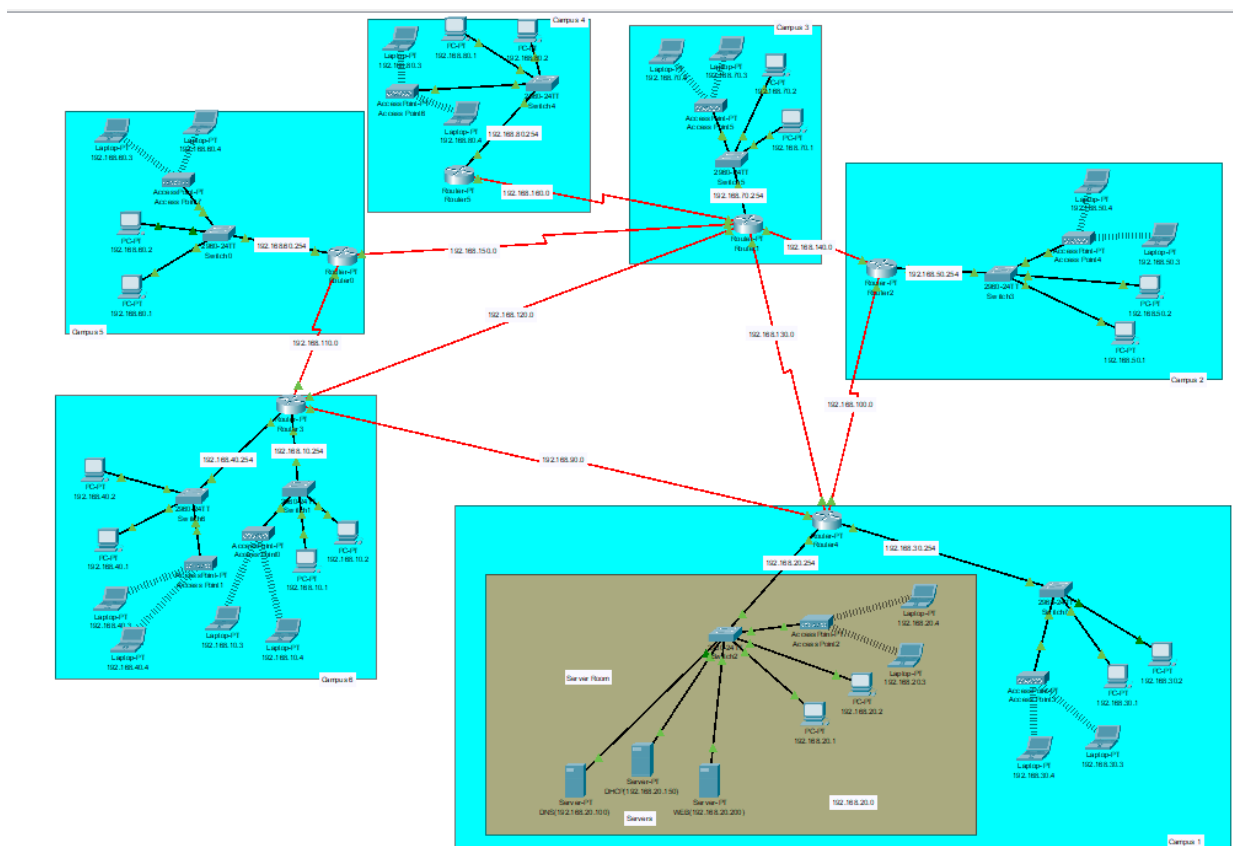 Campus 4
PC-PT
192.168.80.1
PC-PT
192.168.80.2
Laptop-PT
192.168.80.3
2960-24TT
Switch4
AccessPoint-PT
Access Point6
Laptop-PT
192.168.80.4
192.168.80.254
Router-PT
Router5
192.168.160.0
Campus 3
Laptop-PT
192.168.70.4
Laptop-PT
192.168.70.3
PC-PT
192.168.70.2
AccessPoint-PT
Access Point5
PC-PT
192.168.70.1
2960-24TT
Switch5
192.168.70.254
Router-PT
Router1
192.168.140.0
Laptop-PT
192.168.60.3
Laptop-PT
192.168.60.4
AccessPoint-PT
Access Point7
PC-PT
192.168.60.2
2960-24TT
Switch0
192.168.60.254
Router-PT
Router0
PC-PT
192.168.60.1
Campus 5
192.168.150.0
192.168.120.0
192.168.110.0
192.168.130.0
192.168.100.0
192.168.90.0
Laptop-PT
192.168.50.4
AccessPoint-PT
Access Point4
Laptop-PT
192.168.50.3
Router-PT
Router2
192.168.50.254
2960-24TT
Switch3
PC-PT
192.168.50.2
PC-PT
192.168.50.1
Campus 2
Router-PT
Router3
192.168.40.254
192.168.10.254
PC-PT
192.168.40.2
2960-24TT
Switch6
2960-24TT
Switch1
PC-PT
192.168.40.1
AccessPoint-PT
Access Point1
AccessPoint-PT
Access Point0
PC-PT
192.168.10.2
PC-PT
192.168.10.1
Laptop-PT
192.168.40.3
Laptop-PT
192.168.40.4
Laptop-PT
192.168.10.3
Laptop-PT
192.168.10.4
Campus 6
Router-PT
Router4
192.168.20.254
192.168.30.254
Laptop-PT
192.168.20.4
AccessPoint-PT
Access Point2
2960-24TT
Switch2
Laptop-PT
192.168.20.3
Server Room
PC-PT
192.168.20.2
PC-PT
192.168.20.1
Server-PT
DHCP(192.168.20.150)
Server-PT
DNS(192.168.20.100)
Server-PT
WEB(192.168.20.200)
192.168.20.0
Servers
2960-24TT
PC-PT
192.168.30.2
AccessPoint-PT
Access Point3
PC-PT
192.168.30.1
Laptop-PT
192.168.30.4
Laptop-PT
192.168.30.3
Campus 1